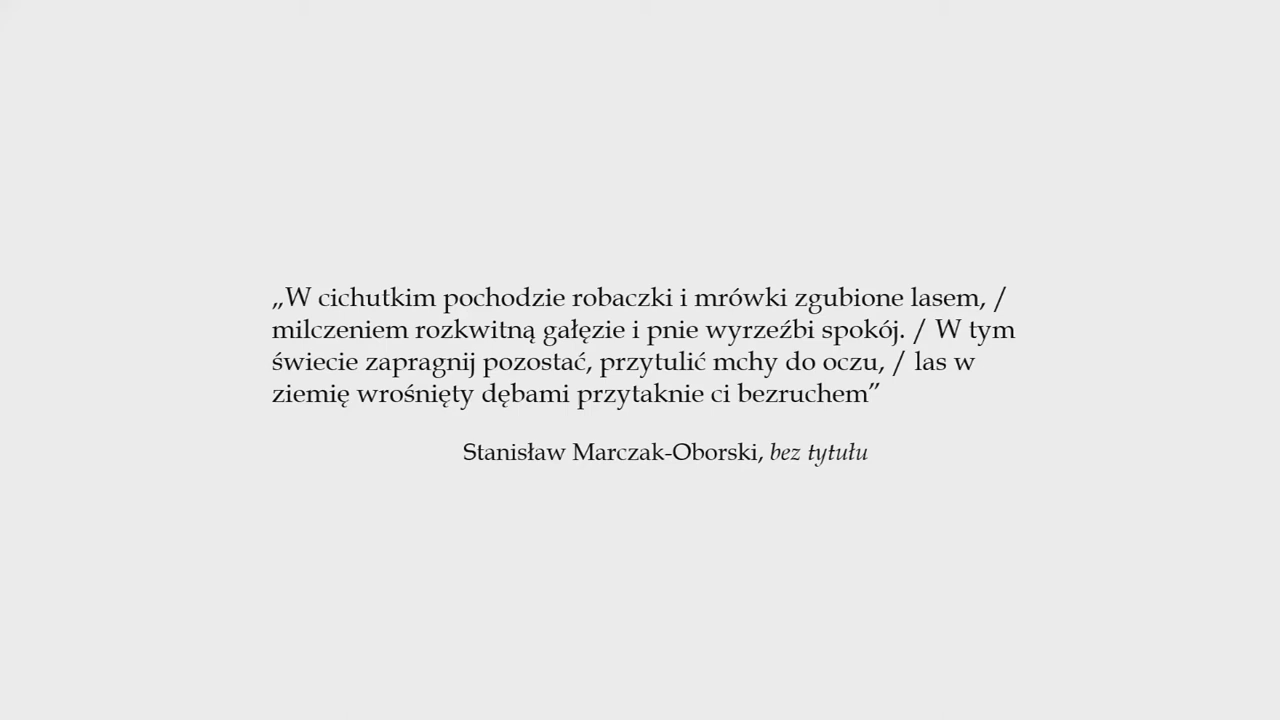 „W cichutkim pochodzie robaczki i mrówki zgubione lasem, /
milczeniem rozkwitną gałęzie i pnie wyrzeźbi spokój. / W tym
świecie zapragnij pozostać, przytulić mchy do oczu, / las w
ziemię wrośnięty dębami przytaknie ci bezruchem”
Stanisław Marczak-Oborski, bez tytułu